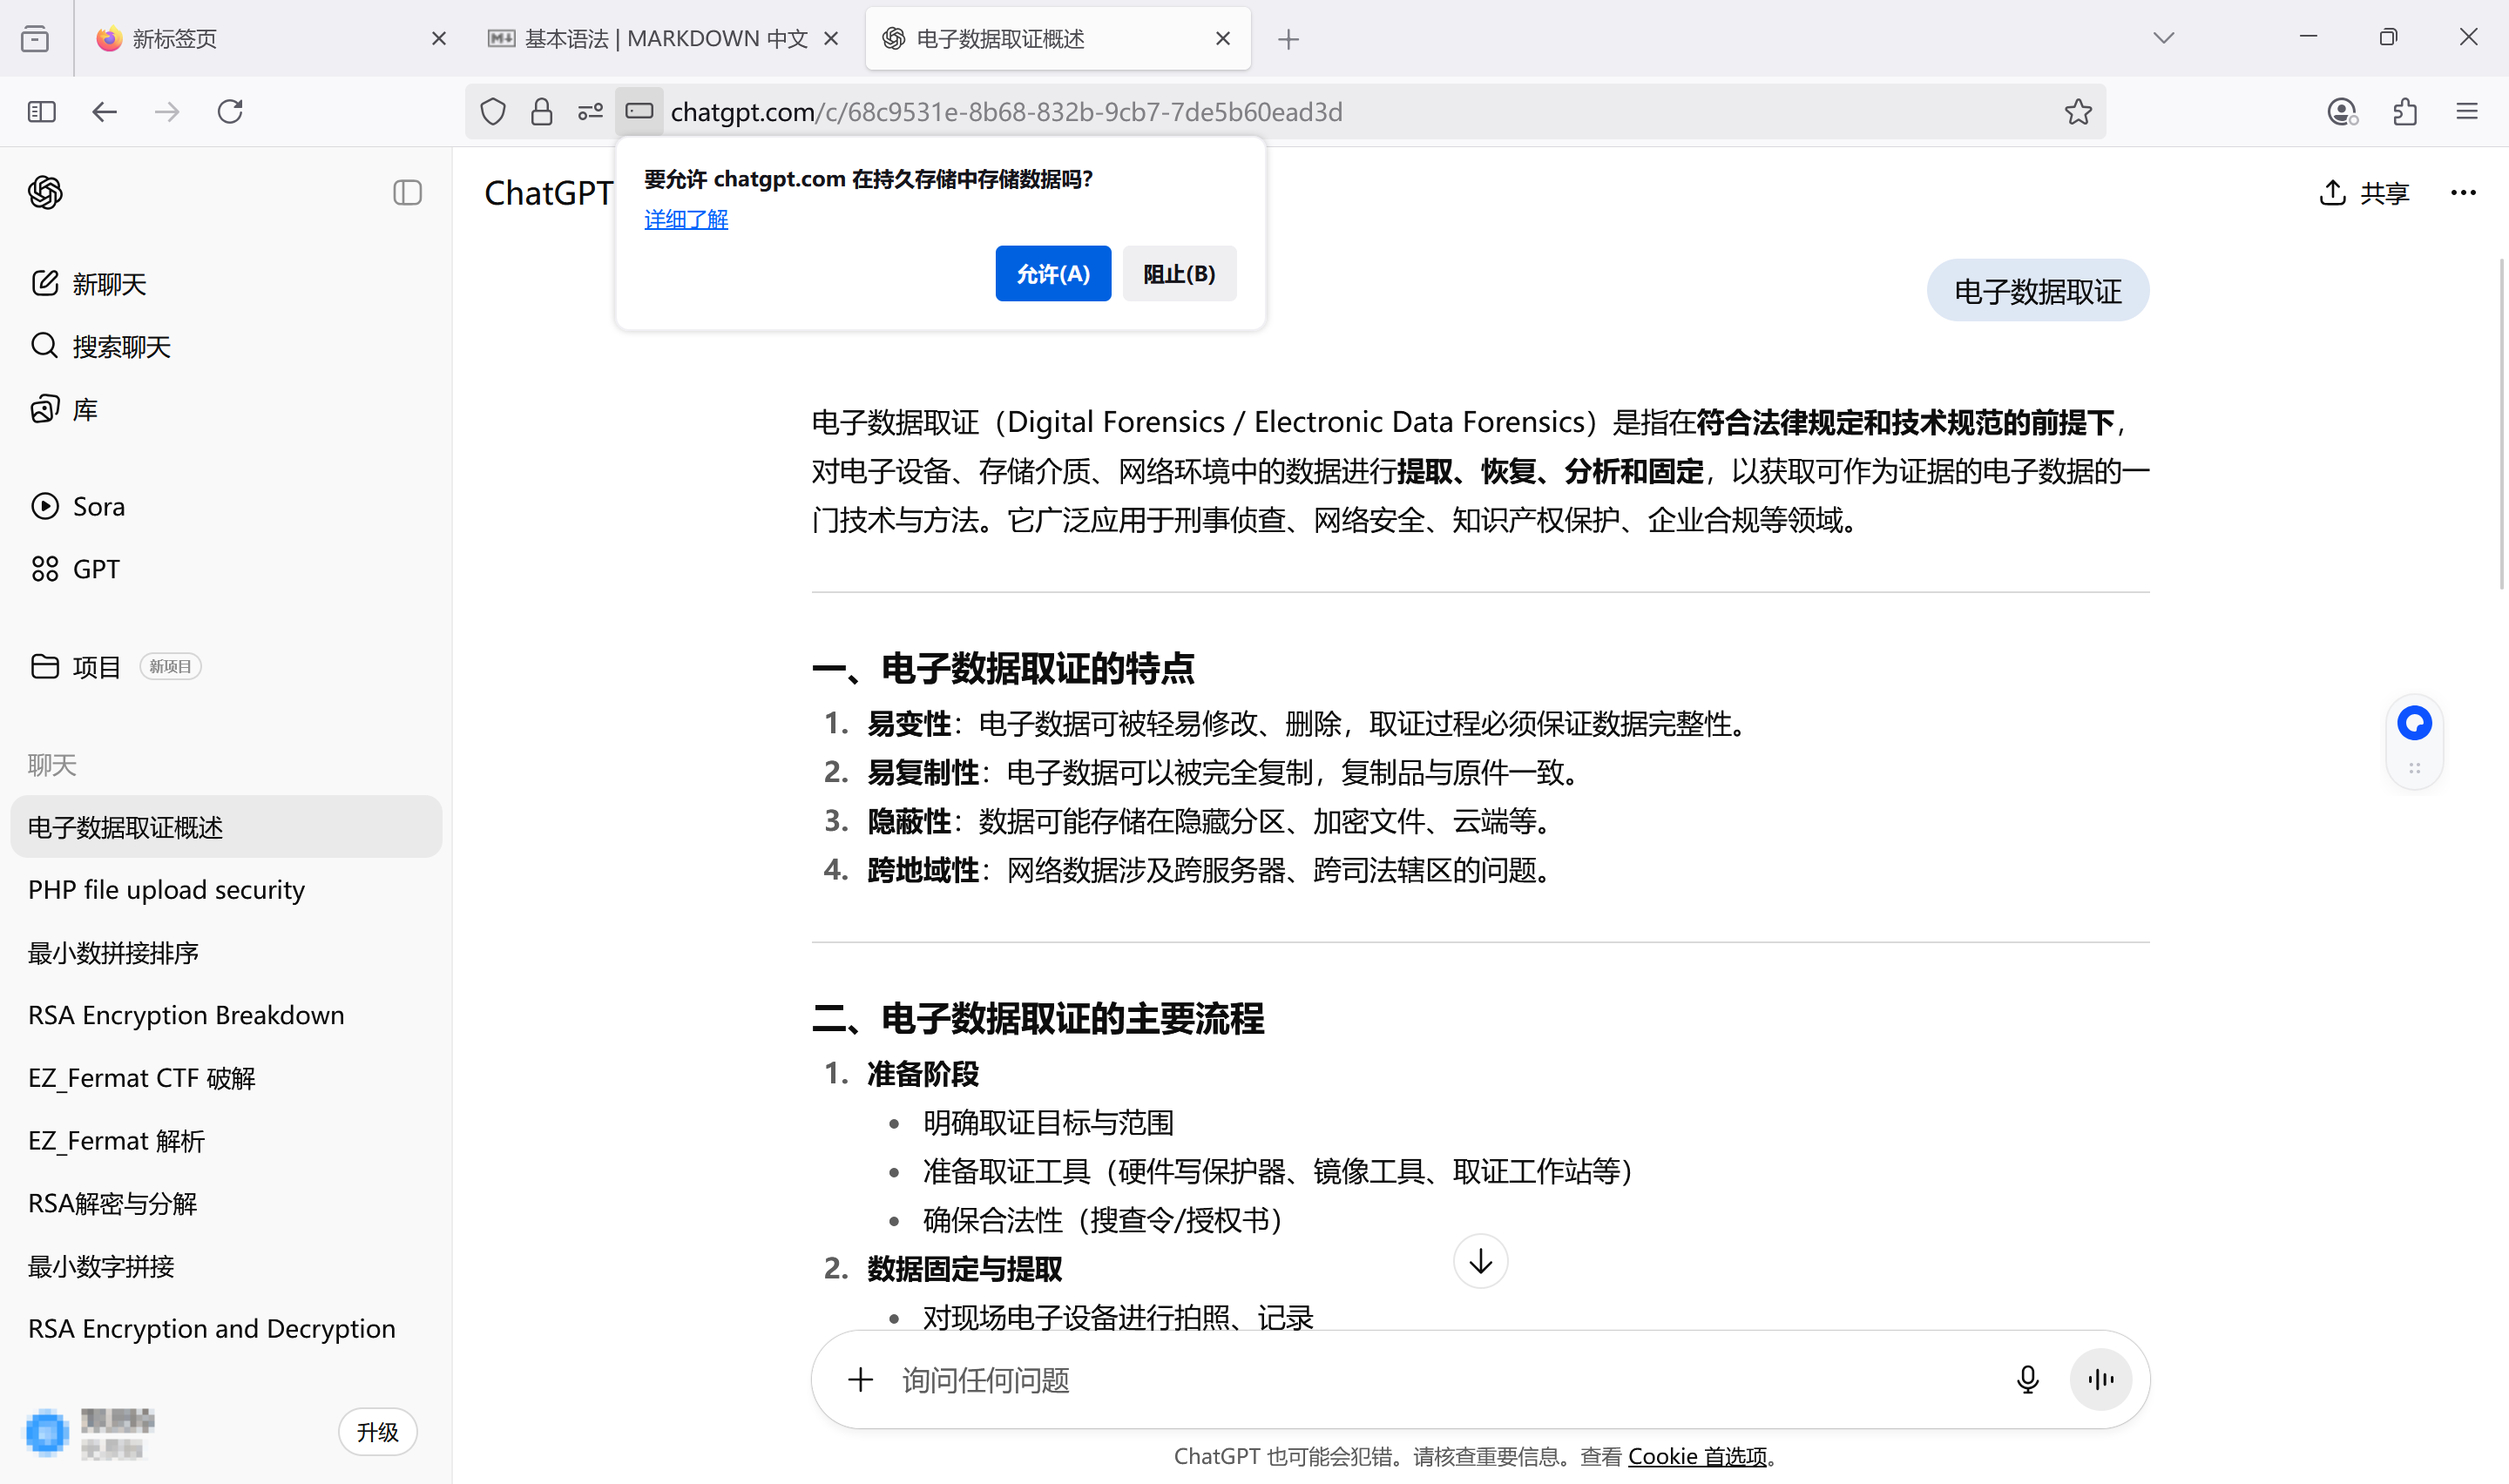 新标签页
基本语法 | MARKDOWN 中文
电子数据取证概述
chatgpt.com/c/68c9531e-8b68-832b-9cb7-7de5b60ead3d
要允许 chatgpt.com 在持久存储中存储数据吗?
详细了解
允许(A)
阻止(B)
ChatGPT
共享
新聊天
搜索聊天
库
Sora
GPT
项目
新项目
聊天
电子数据取证概述
PHP file upload security
最小数拼接排序
RSA Encryption Breakdown
EZ_Fermat CTF 破解
EZ_Fermat 解析
RSA解密与分解
最小数字拼接
RSA Encryption and Decryption
升级
电子数据取证
电子数据取证（Digital Forensics / Electronic Data Forensics）是指在符合法律规定和技术规范的前提下，
对电子设备、存储介质、网络环境中的数据进行提取、恢复、分析和固定，以获取可作为证据的电子数据的一
门技术与方法。它广泛应用于刑事侦查、网络安全、知识产权保护、企业合规等领域。
一、电子数据取证的特点
1. 易变性：电子数据可被轻易修改、删除，取证过程必须保证数据完整性。
2. 易复制性：电子数据可以被完全复制，复制品与原件一致。
3. 隐蔽性：数据可能存储在隐藏分区、加密文件、云端等。
4. 跨地域性：网络数据涉及跨服务器、跨司法辖区的问题。
二、电子数据取证的主要流程
1. 准备阶段
• 明确取证目标与范围
• 准备取证工具（硬件写保护器、镜像工具、取证工作站等）
• 确保合法性（搜查令/授权书）
2. 数据固定与提取
• 对现场电子设备进行拍照、记录
询问任何问题
ChatGPT 也可能会犯错。请核查重要信息。查看 Cookie 首选项。